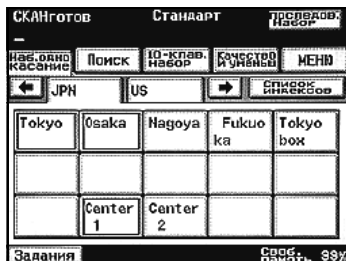 СКАНготов Стандарт последов. Набор
Наб.одно касание Поиск 10-клав. набор Качество и уменьш МЕНЮ
JPN US Список индексов
Tokyo Osaka Nagoya Fukuo Tokyo
ka box
Center Center
1 2
Задания Своб. память 99%